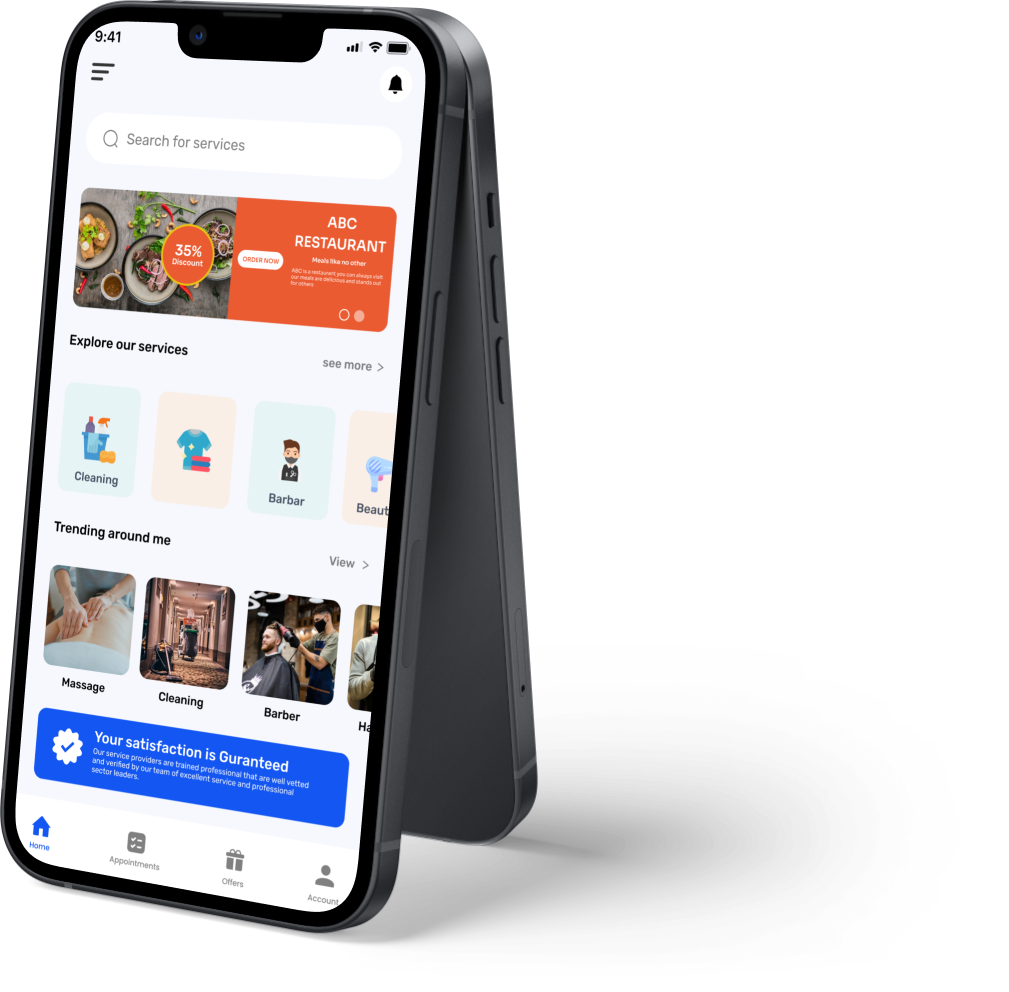 9:41
Search for services
35%
Discount
ORDER NOW
ABC
RESTAURANT
Meals like no other
ABC is a restaurant you can always visit
our meals are delicious and stands out
for others
Explore our services
see more >
Cleaning
Barbar
Beaut
Trending around me
View >
Massage
Cleaning
Barber
Ha
Your satisfaction is Guranteed
Our service providers are trained professional that are well vetted
and verified by our team of excellent service and professional
sector leaders.
Home
Appointments
Offers
Account